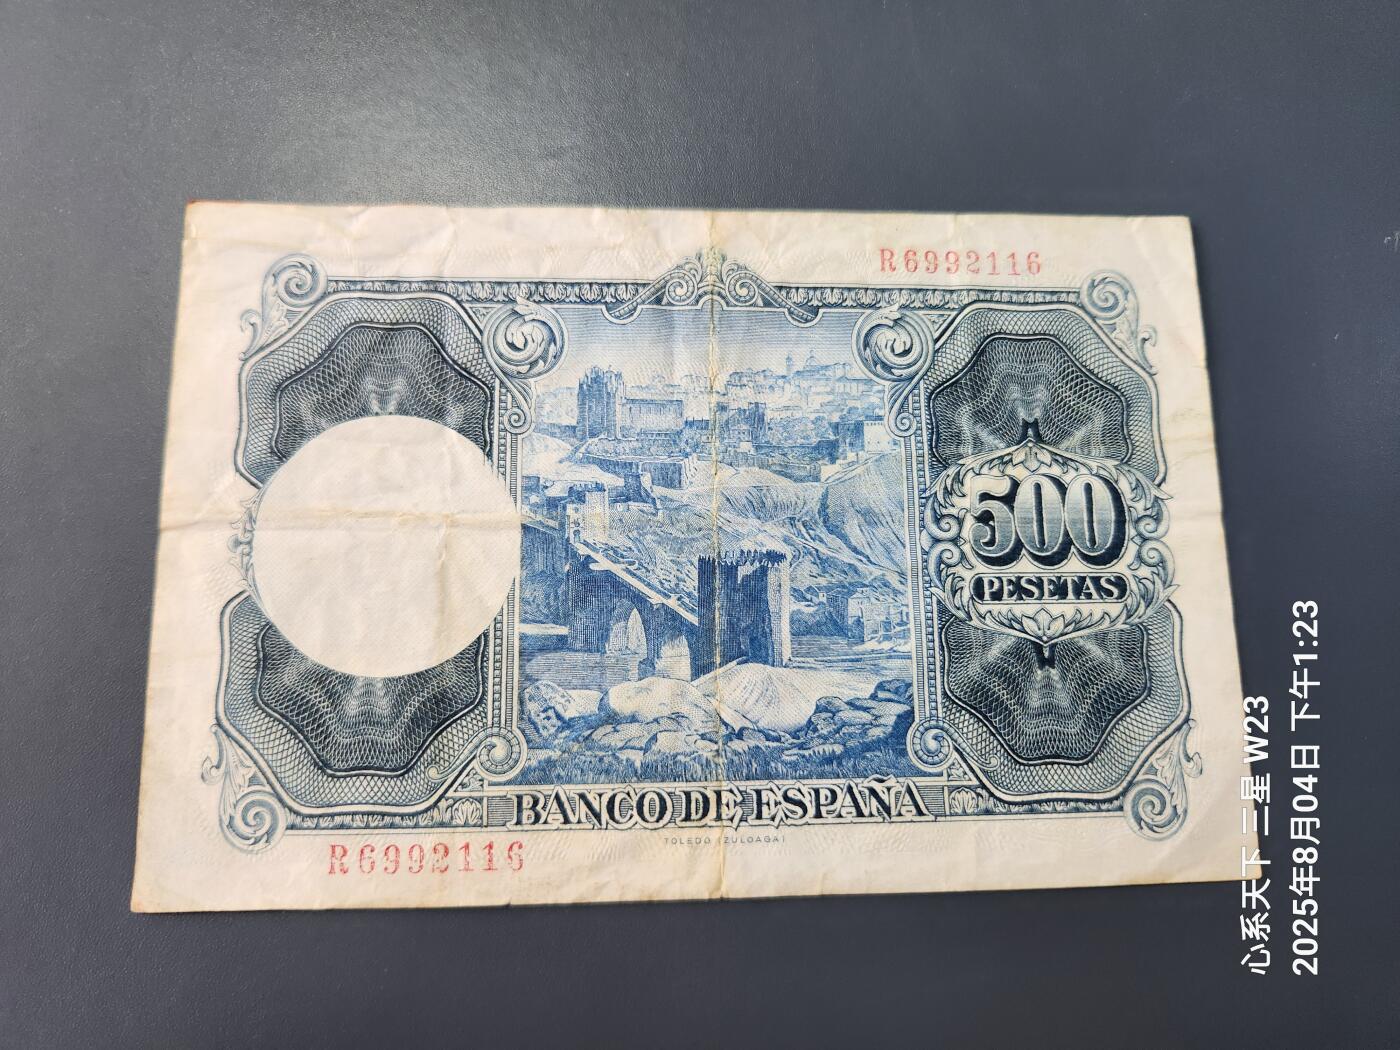 R6992116
500
PESETAS
BANCO DE ESPAÑA
TOLEDO (ZULOAGA)
R6992116
心系天下 三星 W23
2025年8月04日 下午1:23